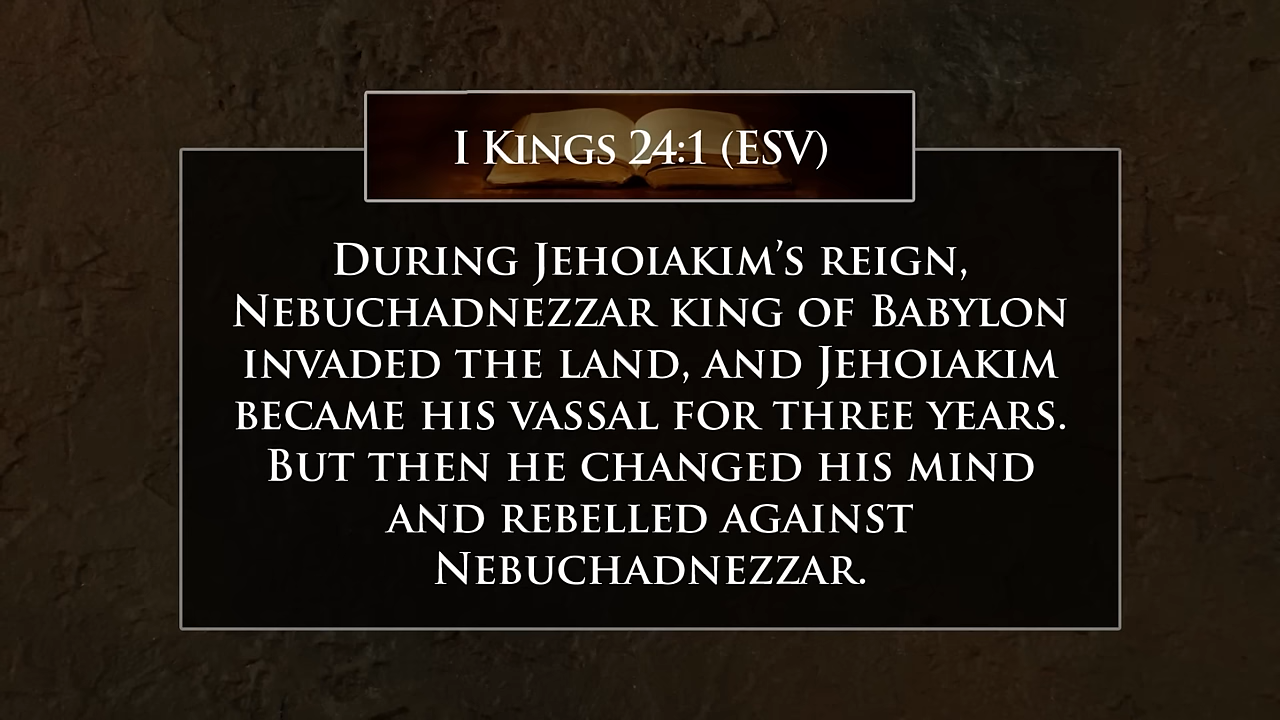 I Kings 24:1 (ESV)
During Jehoiakim’s reign,
Nebuchadnezzar king of Babylon
invaded the land, and Jehoiakim
became his vassal for three years.
But then he changed his mind
and rebelled against
Nebuchadnezzar.